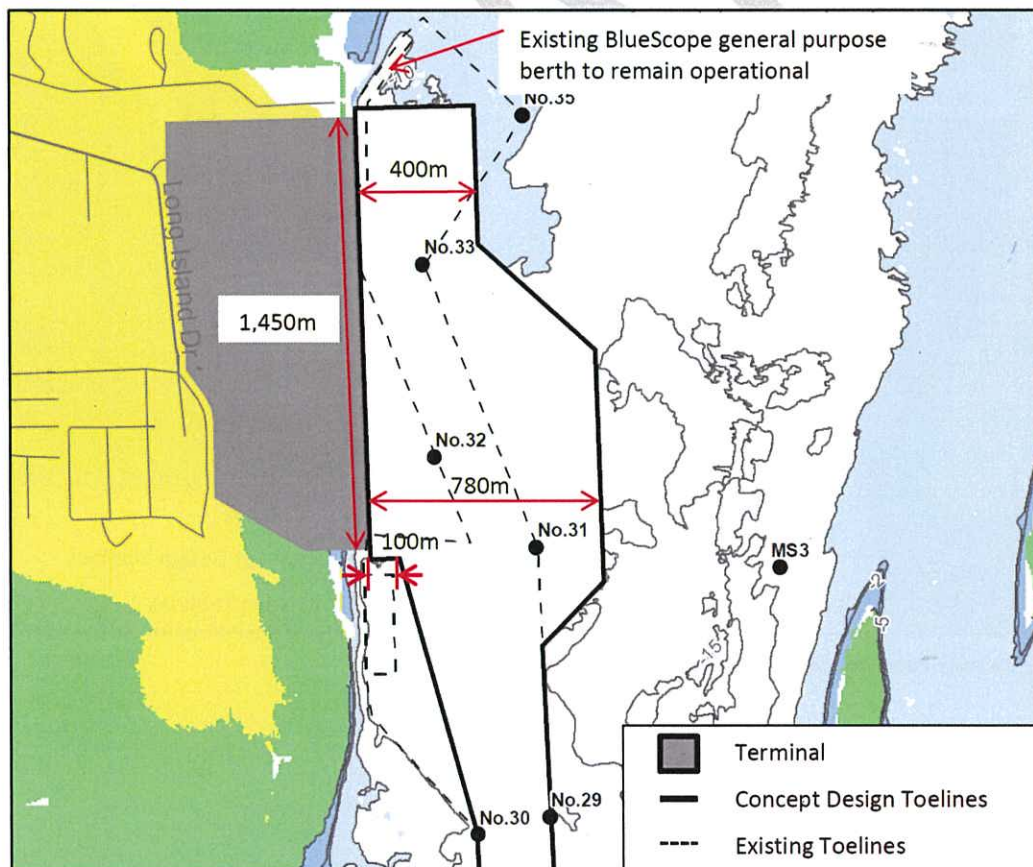 Existing BlueScope general purpose
berth to remain operational
No.35
400m
Long Island Dr
No.33
1,450m
No.32
780m
No.31
100m
MS3
-5
Terminal
Concept Design Toelines
No.29
No.30
Existing Toelines